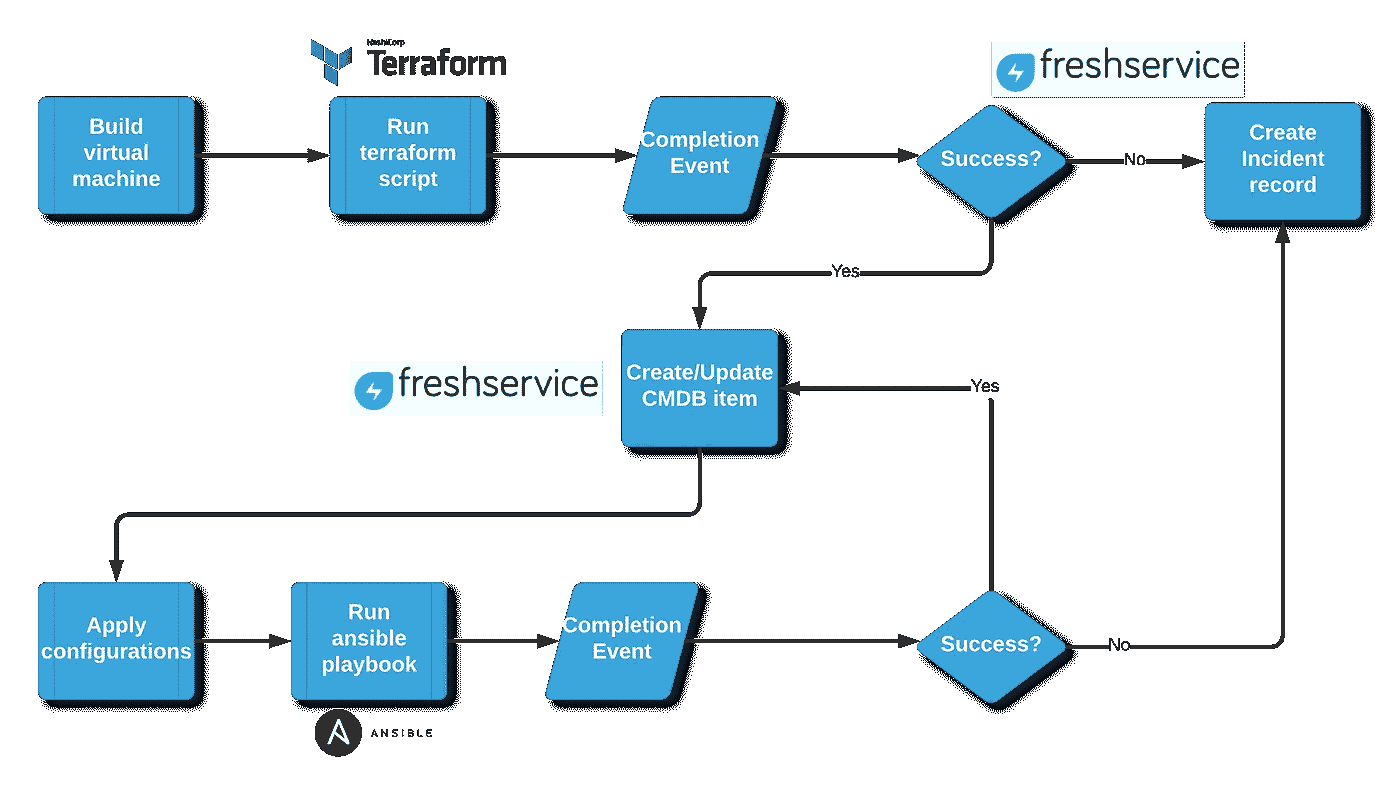 HashiCorp
Terraform
freshservice
Build
virtual
machine
Run
terraform
script
Completion
Event
Success?
No
Create
Incident
record
Yes
freshservice
Create/Update
CMDB item
Yes
Apply
configurations
Run
ansible
playbook
Completion
Event
Success?
No
ANSIBLE